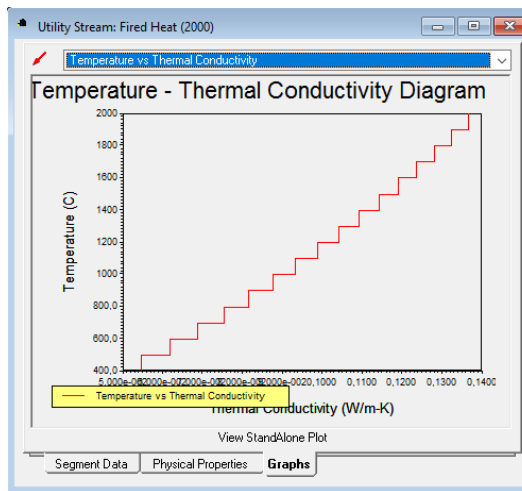 Utility Stream: Fired Heat (2000)
Temperature vs Thermal Conductivity
Temperature - Thermal Conductivity Diagram
2000
1800
1600
1400
1200
1000
800,0
600,0
400,0
Temperature (C)
0,1000 0,1100 0,1200 0,1300 0,1400
Temperature vs Thermal Conductivity
Thermal Conductivity (W/m-K)
View StandAlone Plot
Segment Data Physical Properties Graphs